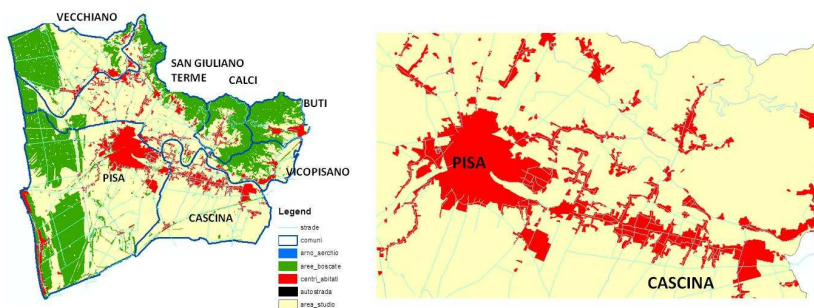 VECCHIANO
SAN GIULIANO
TERME
CALCI
BUTI
VICOPISANO
PISA
CASCINA
Legend
strade
comuni
arno_serchio
aree_boscate
centri_abitati
autostrada
area_studio
PISA
CASCINA